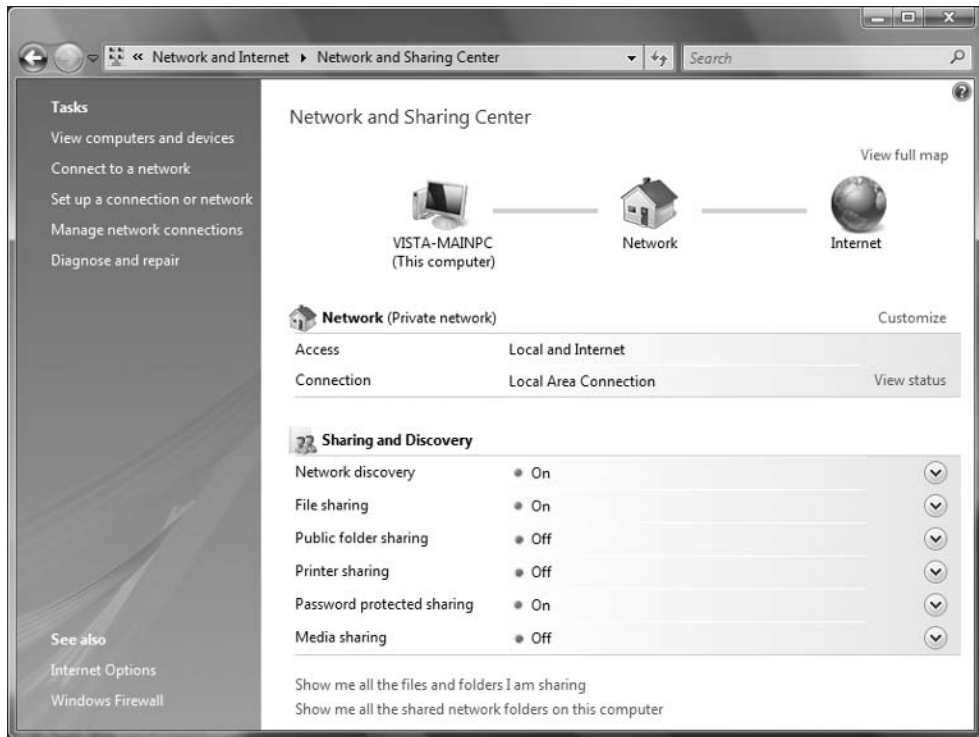 « Network and Internet ▸ Network and Sharing Center
Search
Tasks
View computers and devices
Connect to a network
Set up a connection or network
Manage network connections
Diagnose and repair
See also
Internet Options
Windows Firewall
Network and Sharing Center
View full map
VISTA-MAINPC
(This computer)
Network
Internet
Network (Private network)
Customize
Access Local and Internet
Connection Local Area Connection View status
Sharing and Discovery
Network discovery On
File sharing On
Public folder sharing Off
Printer sharing Off
Password protected sharing On
Media sharing Off
Show me all the files and folders I am sharing
Show me all the shared network folders on this computer